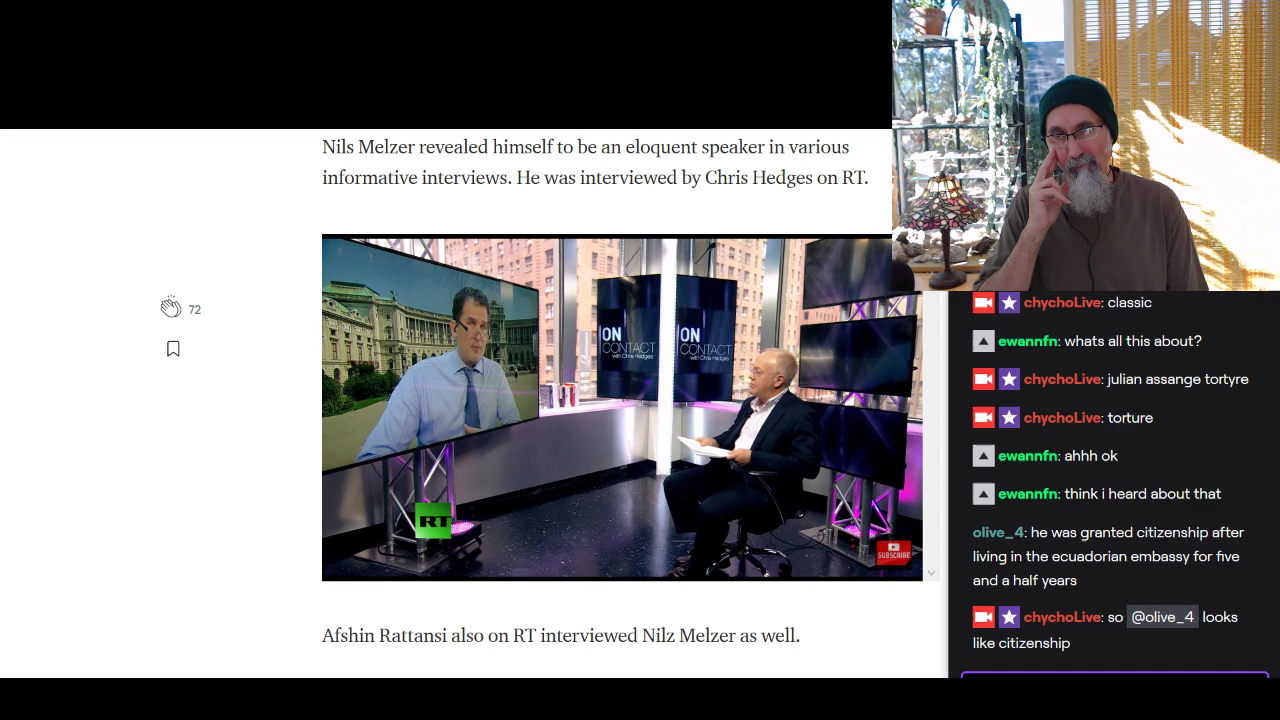 Nils Melzer revealed himself to be an eloquent speaker in various
informative interviews. He was interviewed by Chris Hedges on RT.
72
ON
CONTACT
with Chris Hedges
ON
CONTACT
with Chris Hedges
RT
SUBSCRIBE
Afshin Rattansi also on RT interviewed Nilz Melzer as well.
chychoLive: classic
ewannfn: whats all this about?
chychoLive: julian assange tortyre
chychoLive: torture
ewannfn: ahhh ok
ewannfn: think i heard about that
olive_4: he was granted citizenship after
living in the ecuadorian embassy for five
and a half years
chychoLive: so @olive_4 looks
like citizenship